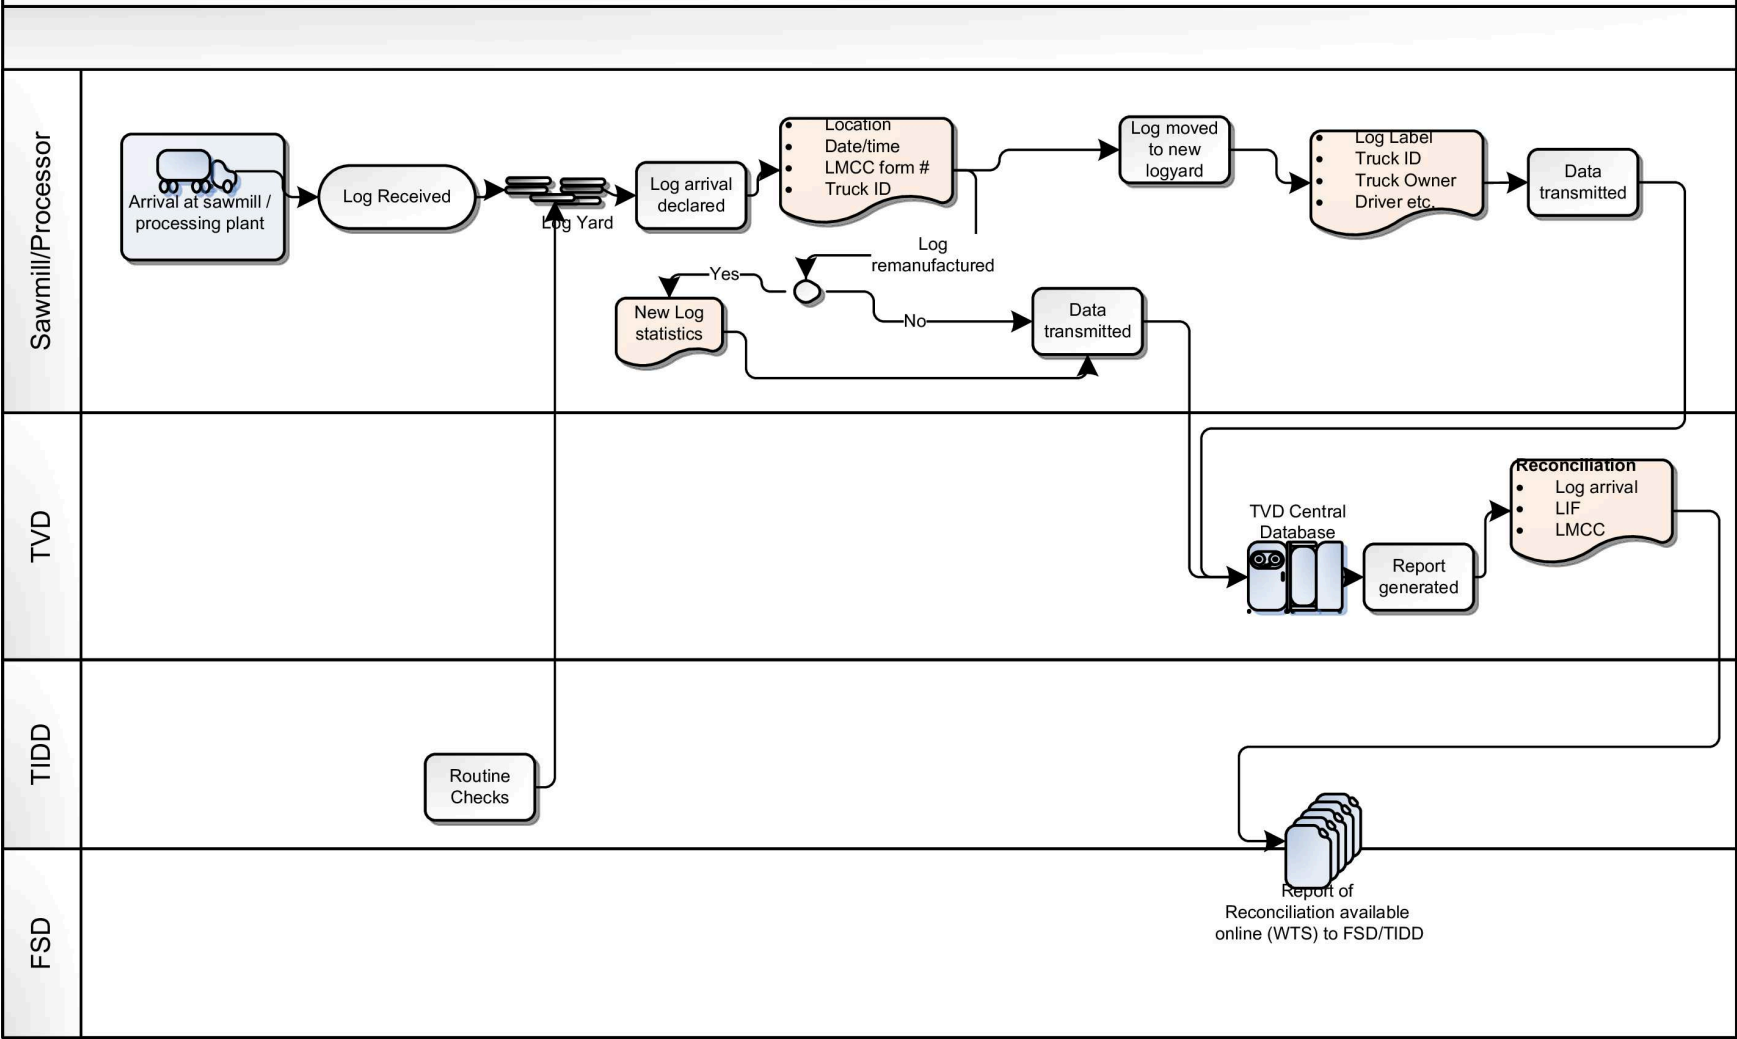 Sawmill/Processor
Arrival at sawmill /
processing plant
Log Received
Log Yard
Log arrival
declared
• Location
• Date/time
• LMCC form #
• Truck ID
Log moved
to new
logyard
• Log Label
• Truck ID
• Truck Owner
• Driver etc.
Data
transmitted
Log
remanufactured
Yes
No
New Log
statistics
Data
transmitted
TVD
TVD Central
Database
Report
generated
Reconciliation
• Log arrival
• LIF
• LMCC
TIDD
Routine
Checks
FSD
Report of
Reconciliation available
online (WTS) to FSD/TIDD